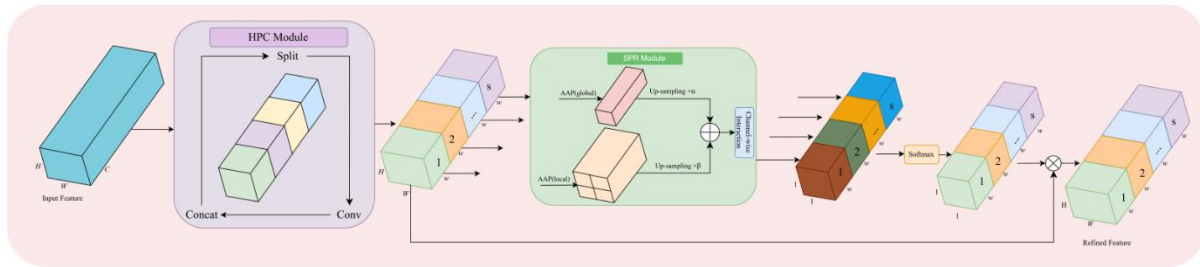 H
W
C
Input Feature
HPC Module
Split
Concat
Conv
H
W
1
2
...
s
w
w
w
w
SPR Module
AAP(global)
Up-sampling ×α
AAP(local)
Up-sampling ×β
Channel-wise
Interaction
1
1
1
2
...
s
w
w
w
w
Softmax
1
1
1
2
...
s
w
w
w
w
H
W
1
2
...
s
w
w
w
w
Refined Feature